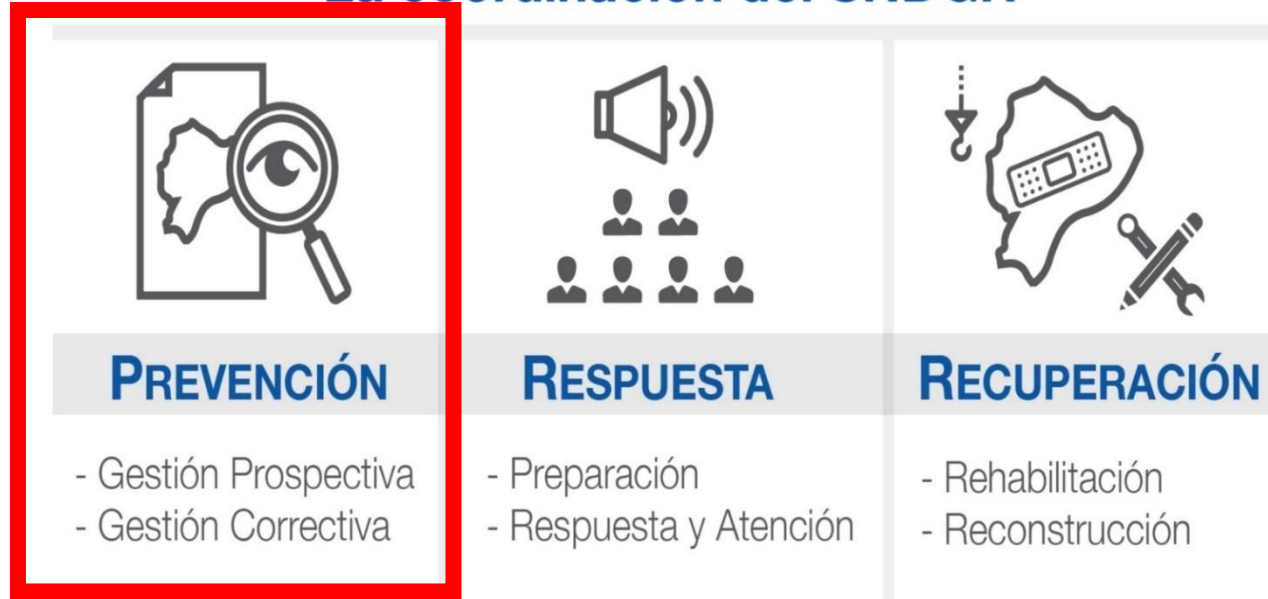 PREVENCIÓN
- Gestión Prospectiva
- Gestión Correctiva
RESPUESTA
- Preparación
- Respuesta y Atención
RECUPERACIÓN
- Rehabilitación
- Reconstrucción